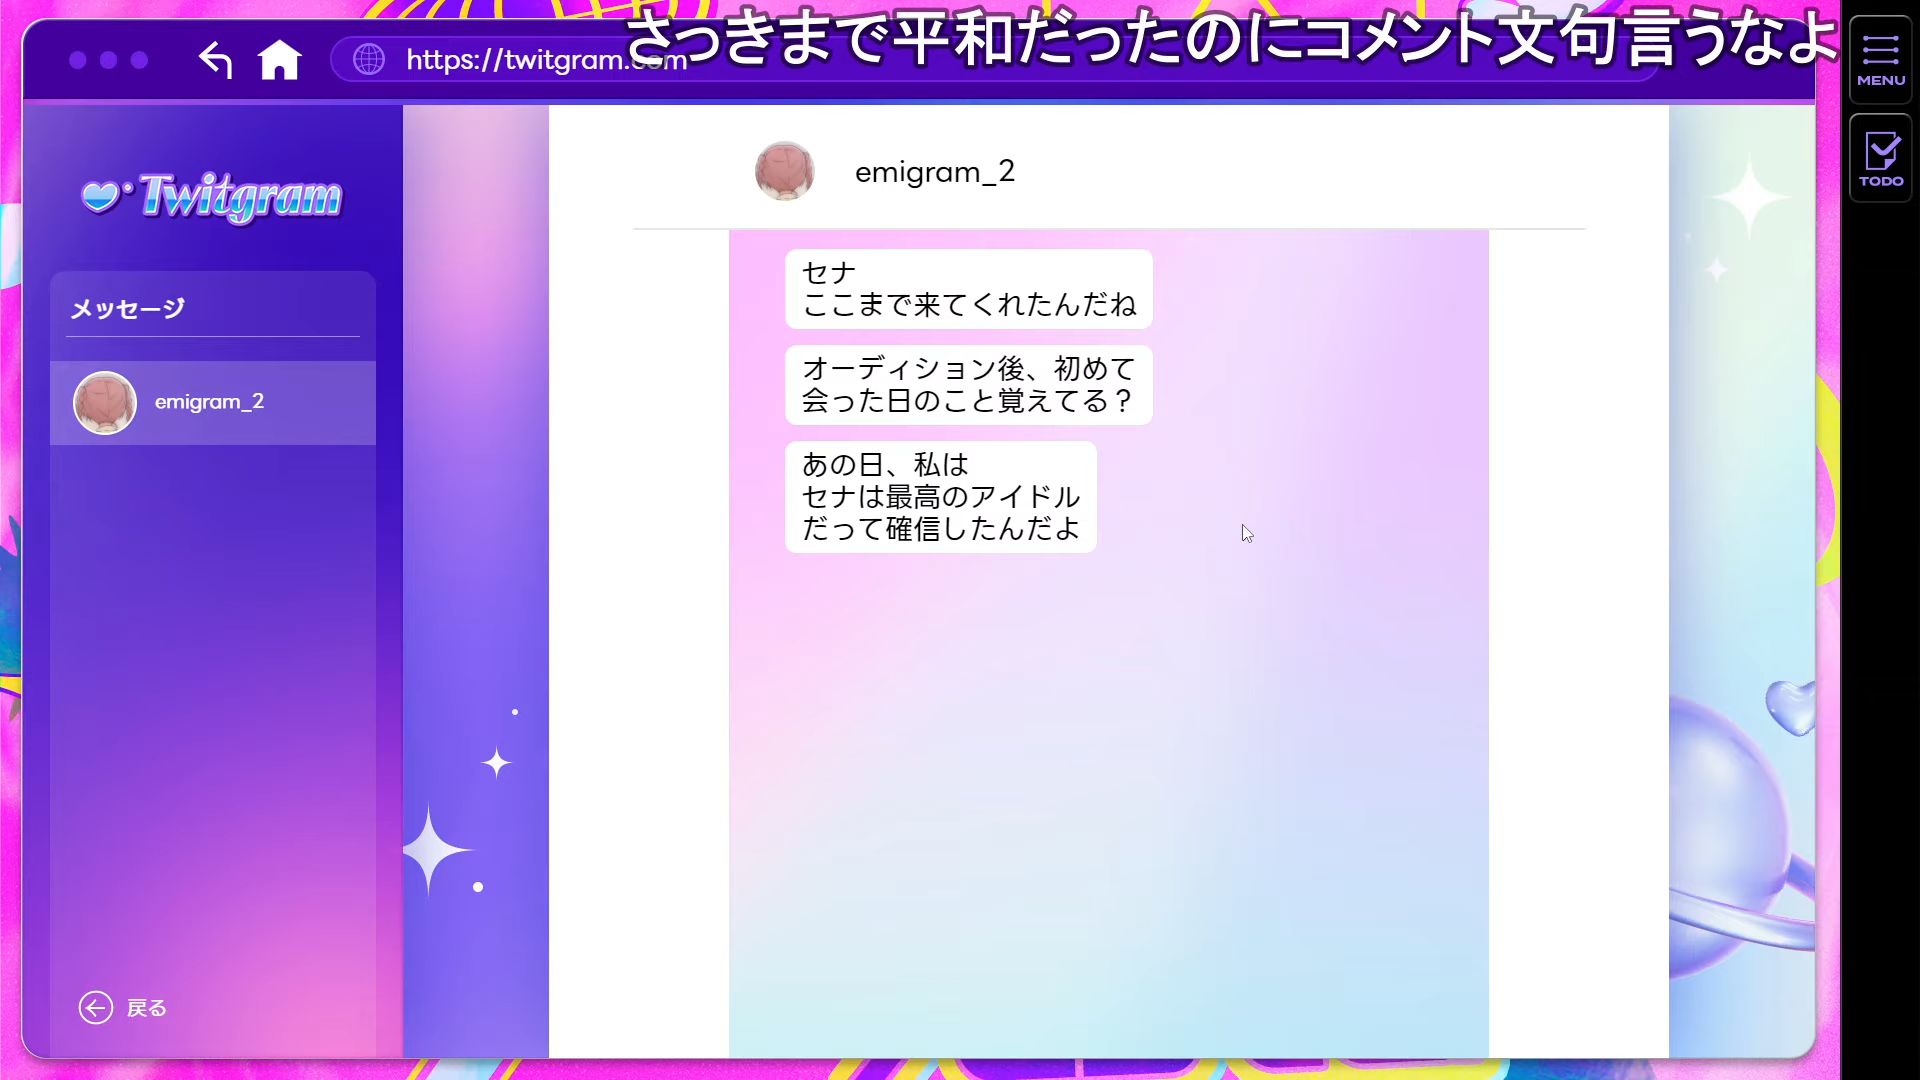 さっきまで平和だったのにコメント文句言うなよ
https://twitgram.com
MENU
TODO
Twitgram
メッセージ
emigram_2
戻る
emigram_2
セナ
ここまで来てくれたんだね
オーディション後、初めて
会った日のこと覚えてる？
あの日、私は
セナは最高のアイドル
だって確信したんだよ